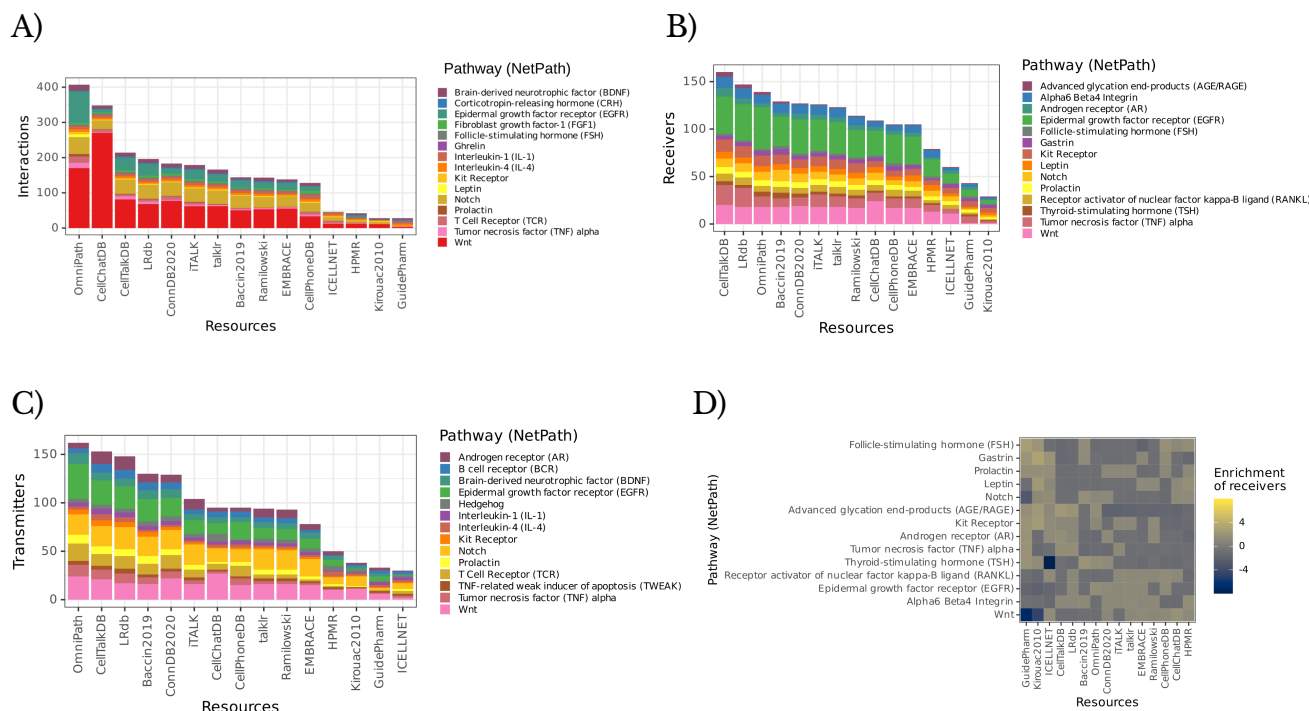 A)
Interactions
400
300
200
100
0
OmniPath
CellChatDB
CellTalkDB
LRdb
ConnDB2020
iTALK
talklr
Baccin2019
Ramilowski
EMBRACE
CellPhoneDB
ICELLNET
HPMR
Kirouac2010
GuidePharm
Resources
Pathway (NetPath)
Brain-derived neurotrophic factor (BDNF)
Corticotropin-releasing hormone (CRH)
Epidermal growth factor receptor (EGFR)
Fibroblast growth factor-1 (FGF1)
Follicle-stimulating hormone (FSH)
Ghrelin
Interleukin-1 (IL-1)
Interleukin-4 (IL-4)
Kit Receptor
Leptin
Notch
Prolactin
T Cell Receptor (TCR)
Tumor necrosis factor (TNF) alpha
Wnt
B)
Receivers
150
100
50
0
CellTalkDB
LRdb
OmniPath
Baccin2019
ConnDB2020
iTALK
talklr
Ramilowski
CellChatDB
CellPhoneDB
EMBRACE
HPMR
ICELLNET
GuidePharm
Kirouac2010
Resources
Pathway (NetPath)
Advanced glycation end-products (AGE/RAGE)
Alpha6 Beta4 Integrin
Androgen receptor (AR)
Epidermal growth factor receptor (EGFR)
Follicle-stimulating hormone (FSH)
Gastrin
Kit Receptor
Leptin
Notch
Prolactin
Receptor activator of nuclear factor kappa-B ligand (RANKL)
Thyroid-stimulating hormone (TSH)
Tumor necrosis factor (TNF) alpha
Wnt
C)
Transmitters
150
100
50
0
OmniPath
CellTalkDB
LRdb
Baccin2019
ConnDB2020
iTALK
CellChatDB
CellPhoneDB
talklr
Ramilowski
EMBRACE
HPMR
Kirouac2010
GuidePharm
ICELLNET
Resources
Pathway (NetPath)
Androgen receptor (AR)
B cell receptor (BCR)
Brain-derived neurotrophic factor (BDNF)
Epidermal growth factor receptor (EGFR)
Hedgehog
Interleukin-1 (IL-1)
Interleukin-4 (IL-4)
Kit Receptor
Notch
Prolactin
T Cell Receptor (TCR)
TNF-related weak inducer of apoptosis (TWEAK)
Tumor necrosis factor (TNF) alpha
Wnt
D)
Pathway (NetPath)
Follicle-stimulating hormone (FSH)
Gastrin
Prolactin
Leptin
Notch
Advanced glycation end-products (AGE/RAGE)
Kit Receptor
Androgen receptor (AR)
Tumor necrosis factor (TNF) alpha
Thyroid-stimulating hormone (TSH)
Receptor activator of nuclear factor kappa-B ligand (RANKL)
Epidermal growth factor receptor (EGFR)
Alpha6 Beta4 Integrin
Wnt
GuidePharm
Kirouac2010
ICELLNET
CellTalkDB
LRdb
Baccin2019
OmniPath
ConnDB2020
iTALK
talklr
EMBRACE
Ramilowski
CellPhoneDB
CellChatDB
HPMR
Resources
Enrichment
of receivers
4
2
0
-4